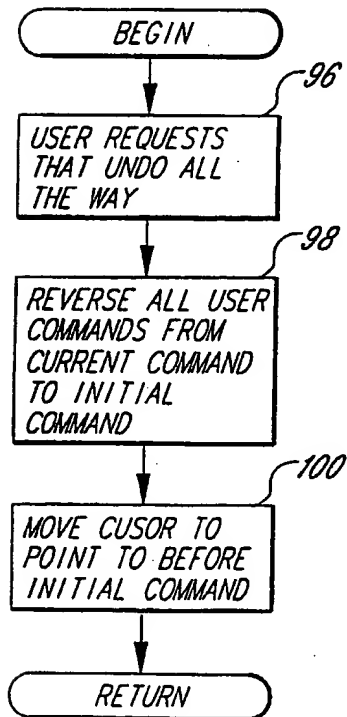 BEGIN
96
USER REQUESTS
THAT UNDO ALL
THE WAY
98
REVERSE ALL USER
COMMANDS FROM
CURRENT COMMAND
TO INITIAL
COMMAND
100
MOVE CUSOR TO
POINT TO BEFORE
INITIAL COMMAND
RETURN